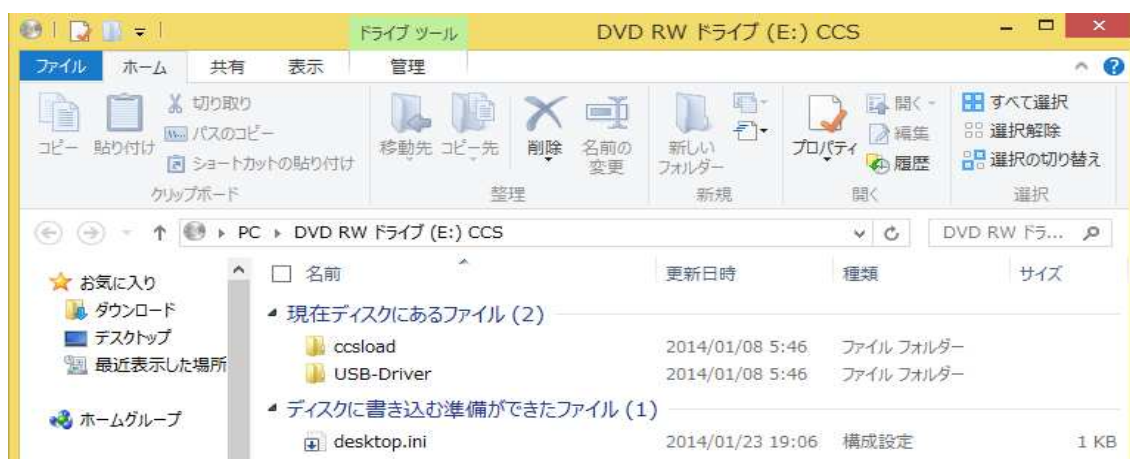 ドライブ ツール DVD RW ドライブ (E:) CCS
ファイル ホーム 共有 表示 管理
コピー
貼り付け
切り取り
パスのコピー
ショートカットの貼り付け
クリップボード
移動先
コピー先
削除
名前の
変更
整理
新しい
フォルダー
新規
プロパティ
開く
編集
履歴
開く
すべて選択
選択解除
選択の切り替え
選択
PC DVD RW ドライブ (E:) CCS DVD RW ドラ...
お気に入り
ダウンロード
デスクトップ
最近表示した場所
ホームグループ
名前 更新日時 種類 サイズ
現在ディスクにあるファイル (2)
ccsload 2014/01/08 5:46 ファイル フォルダー
USB-Driver 2014/01/08 5:46 ファイル フォルダー
ディスクに書き込む準備ができたファイル (1)
desktop.ini 2014/01/23 19:06 構成設定 1 KB